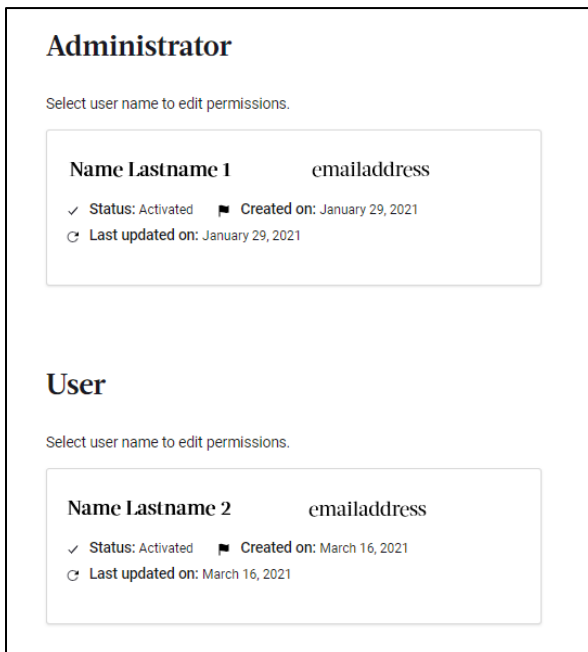 Administrator
Select user name to edit permissions.
Name Lastname 1 emailaddress
Status: Activated Created on: January 29, 2021
Last updated on: January 29, 2021
User
Select user name to edit permissions.
Name Lastname 2 emailaddress
Status: Activated Created on: March 16, 2021
Last updated on: March 16, 2021